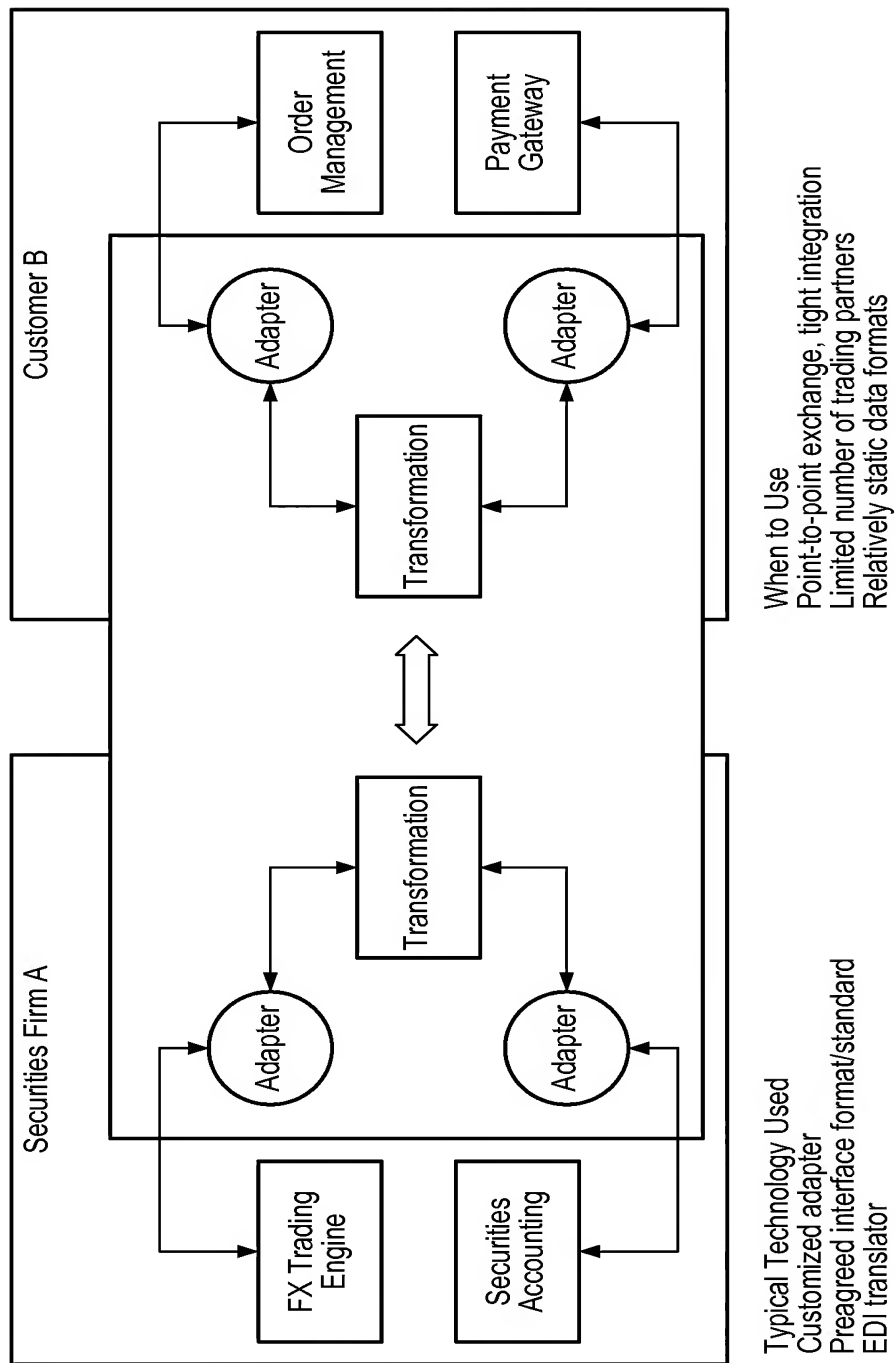 Securities Firm A
FX Trading
Engine
Adapter
Securities
Accounting
Adapter
Transformation
Customer B
Transformation
Adapter
Order
Management
Adapter
Payment
Gateway
Typical Technology Used
Customized adapter
Preagreed interface format/standard
EDI translator
When to Use
Point-to-point exchange, tight integration
Limited number of trading partners
Relatively static data formats